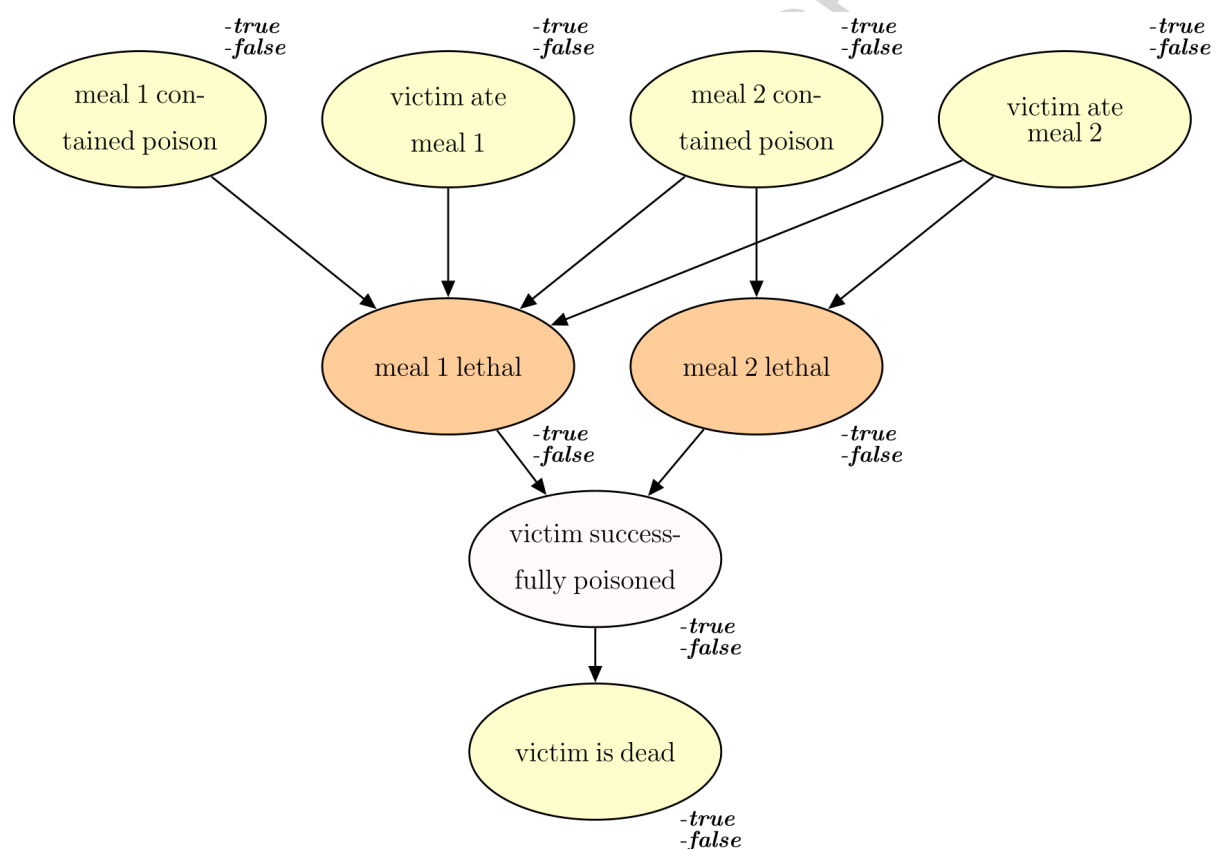 -true
-false
-true
-false
-true
-false
-true
-false
meal 1 con-
tained poison
victim ate
meal 1
meal 2 con-
tained poison
victim ate
meal 2
meal 1 lethal
meal 2 lethal
-true
-false
-true
-false
victim success-
fully poisoned
-true
-false
victim is dead
-true
-false